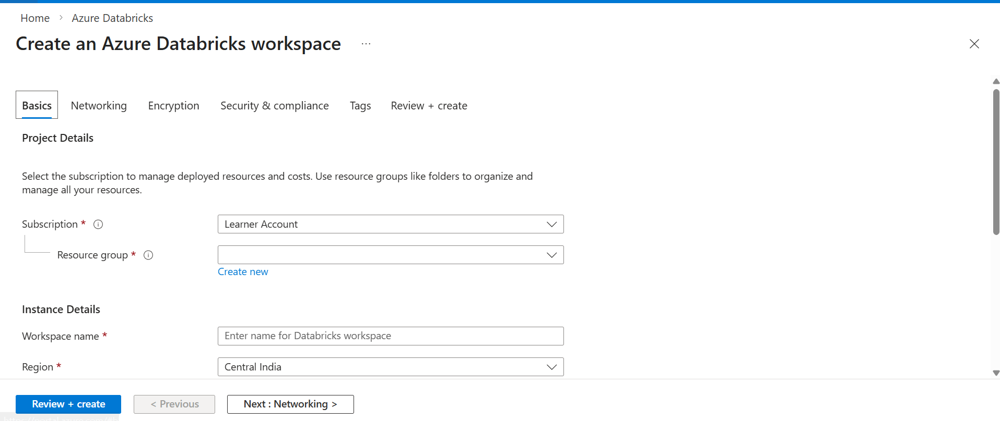 Home > Azure Databricks
Create an Azure Databricks workspace ...
Basics Networking Encryption Security & compliance Tags Review + create
Project Details
Select the subscription to manage deployed resources and costs. Use resource groups like folders to organize and
manage all your resources.
Subscription *
Learner Account
Resource group *
Create new
Instance Details
Workspace name *
Enter name for Databricks workspace
Region *
Central India
Review + create
< Previous
Next : Networking >